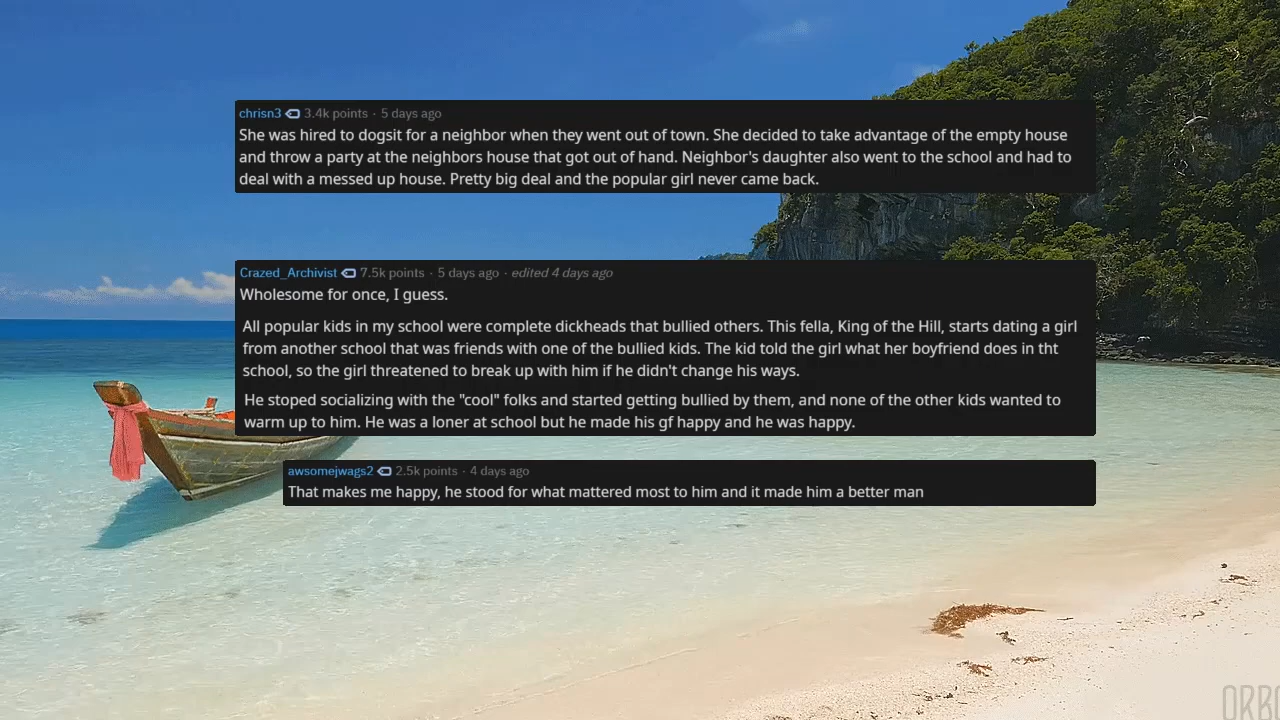 chrisn3 3.4k points · 5 days ago
She was hired to dogsit for a neighbor when they went out of town. She decided to take advantage of the empty house
and throw a party at the neighbors house that got out of hand. Neighbor's daughter also went to the school and had to
deal with a messed up house. Pretty big deal and the popular girl never came back.
Crazed_Archivist 7.5k points · 5 days ago · edited 4 days ago
Wholesome for once, I guess.
All popular kids in my school were complete dickheads that bullied others. This fella, King of the Hill, starts dating a girl
from another school that was friends with one of the bullied kids. The kid told the girl what her boyfriend does in tht
school, so the girl threatened to break up with him if he didn't change his ways.
He stoped socializing with the "cool" folks and started getting bullied by them, and none of the other kids wanted to
warm up to him. He was a loner at school but he made his gf happy and he was happy.
awsomejwags2 2.5k points · 4 days ago
That makes me happy, he stood for what mattered most to him and it made him a better man